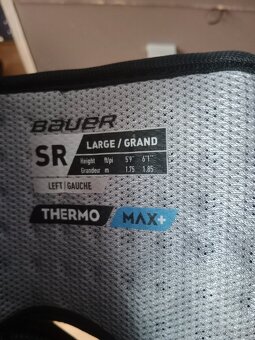 BAUER
SR
LARGE / GRAND
Height ft/pi 5'9" 6'1"
Grandeur m 1.75 1.85
LEFT | GAUCHE
THERMO MAX+